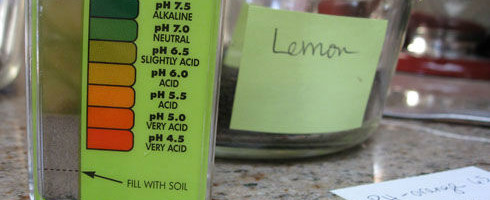 pH 7.5
ALKALINE
pH 7.0
NEUTRAL
pH 6.5
SLIGHTLY ACID
pH 6.0
ACID
pH 5.5
ACID
pH 5.0
VERY ACID
pH 4.5
VERY ACID
FILL WITH SOIL
Lemon